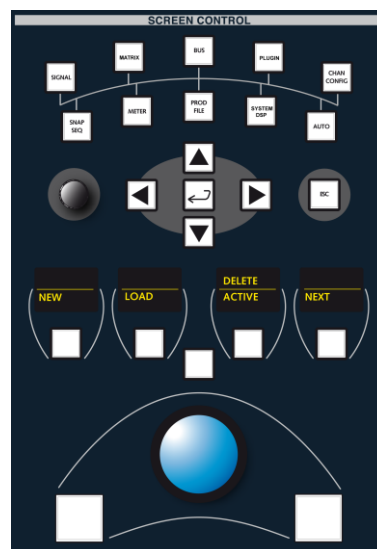 SCREEN CONTROL
BUS
MATRIX
PLUGIN
SIGNAL
CHAN
CONFIG
SNAP
SEQ
METER
PROD
FILE
SYSTEM
DSP
AUTO
ESC
DELETE
NEW
LOAD
ACTIVE
NEXT